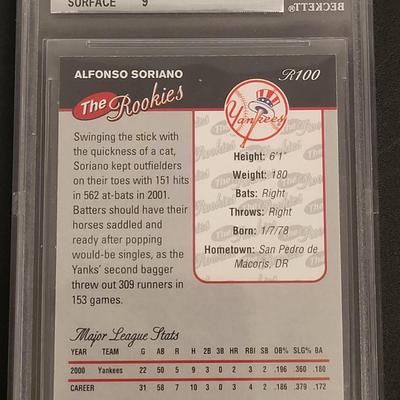 SURFACE 9
BECKETT®
ALFONSO SORIANO R100
The Rookies
Yankees
Swinging the stick with
the quickness of a cat,
Soriano kept outfielders
on their toes with 151 hits
in 562 at-bats in 2001.
Batters should have their
horses saddled and
ready after popping
would-be singles, as the
Yanks' second bagger
threw out 309 runners in
153 games.
Height: 6'1"
Weight: 180
Bats: Right
Throws: Right
Born: 1/7/78
Hometown: San Pedro de
Macoris, DR
Major League Stats
YEAR TEAM G AB R H 2B 3B HR RBI SB OB% SLG% BA
2000 Yankees 22 50 5 9 3 0 2 3 2 .196 .360 .180
CAREER 31 58 7 10 3 0 3 4 2 .186 .379 .172